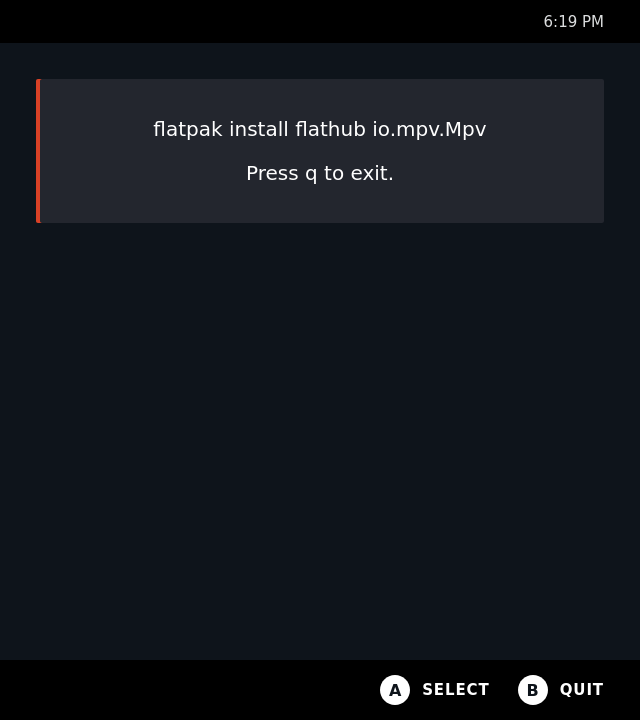 6:19 PM
flatpak install flathub io.mpv.Mpv
Press q to exit.
A SELECT B QUIT